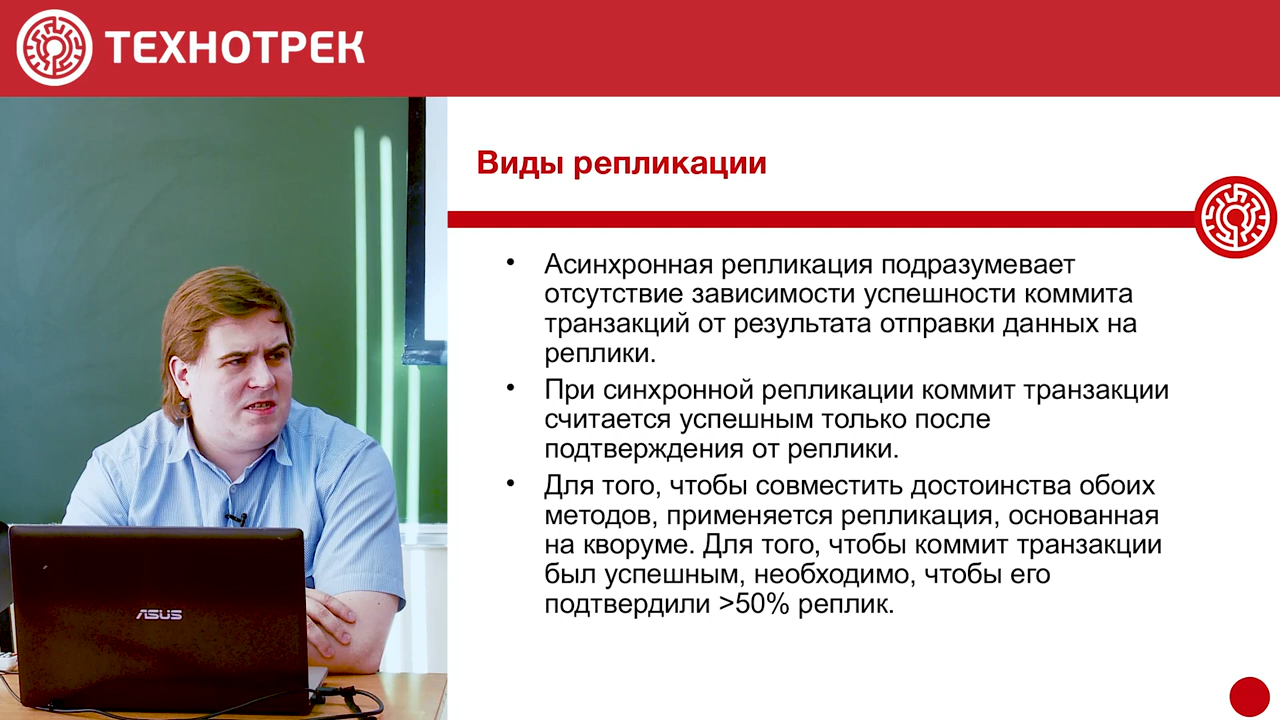 ТЕХНОТРЕК
Виды репликации
• Асинхронная репликация подразумевает
отсутствие зависимости успешности коммита
транзакций от результата отправки данных на
реплики.
• При синхронной репликации коммит транзакции
считается успешным только после
подтверждения от реплики.
• Для того, чтобы совместить достоинства обоих
методов, применяется репликация, основанная
на кворуме. Для того, чтобы коммит транзакции
был успешным, необходимо, чтобы его
подтвердили >50% реплик.
ASUS